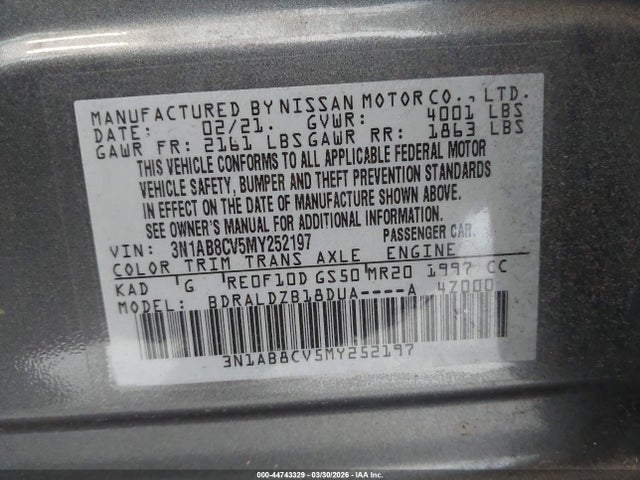 MANUFACTURED BY NISSAN MOTOR CO., LTD.
DATE: 02/21. GVWR: 4001 LBS
GAWR FR: 2161 LBS GAWR RR: 1863 LBS
THIS VEHICLE CONFORMS TO ALL APPLICABLE FEDERAL MOTOR
VEHICLE SAFETY, BUMPER AND THEFT PREVENTION STANDARDS
IN EFFECT ON THE DATE OF MANUFACTURE SHOWN ABOVE.
SEE OWNER'S MANUAL FOR ADDITIONAL INFORMATION.
VIN: 3N1AB8CV5MY252197 PASSENGER CAR
COLOR TRIM TRANS AXLE ENGINE
KAD G RE0F10D GS50 MR20 1997 CC
MODEL: BDRALDZB18DUA----A 4Z000
3N1AB8CV5MY252197
000-44743329 | 03/30/2026 | IAA Inc.